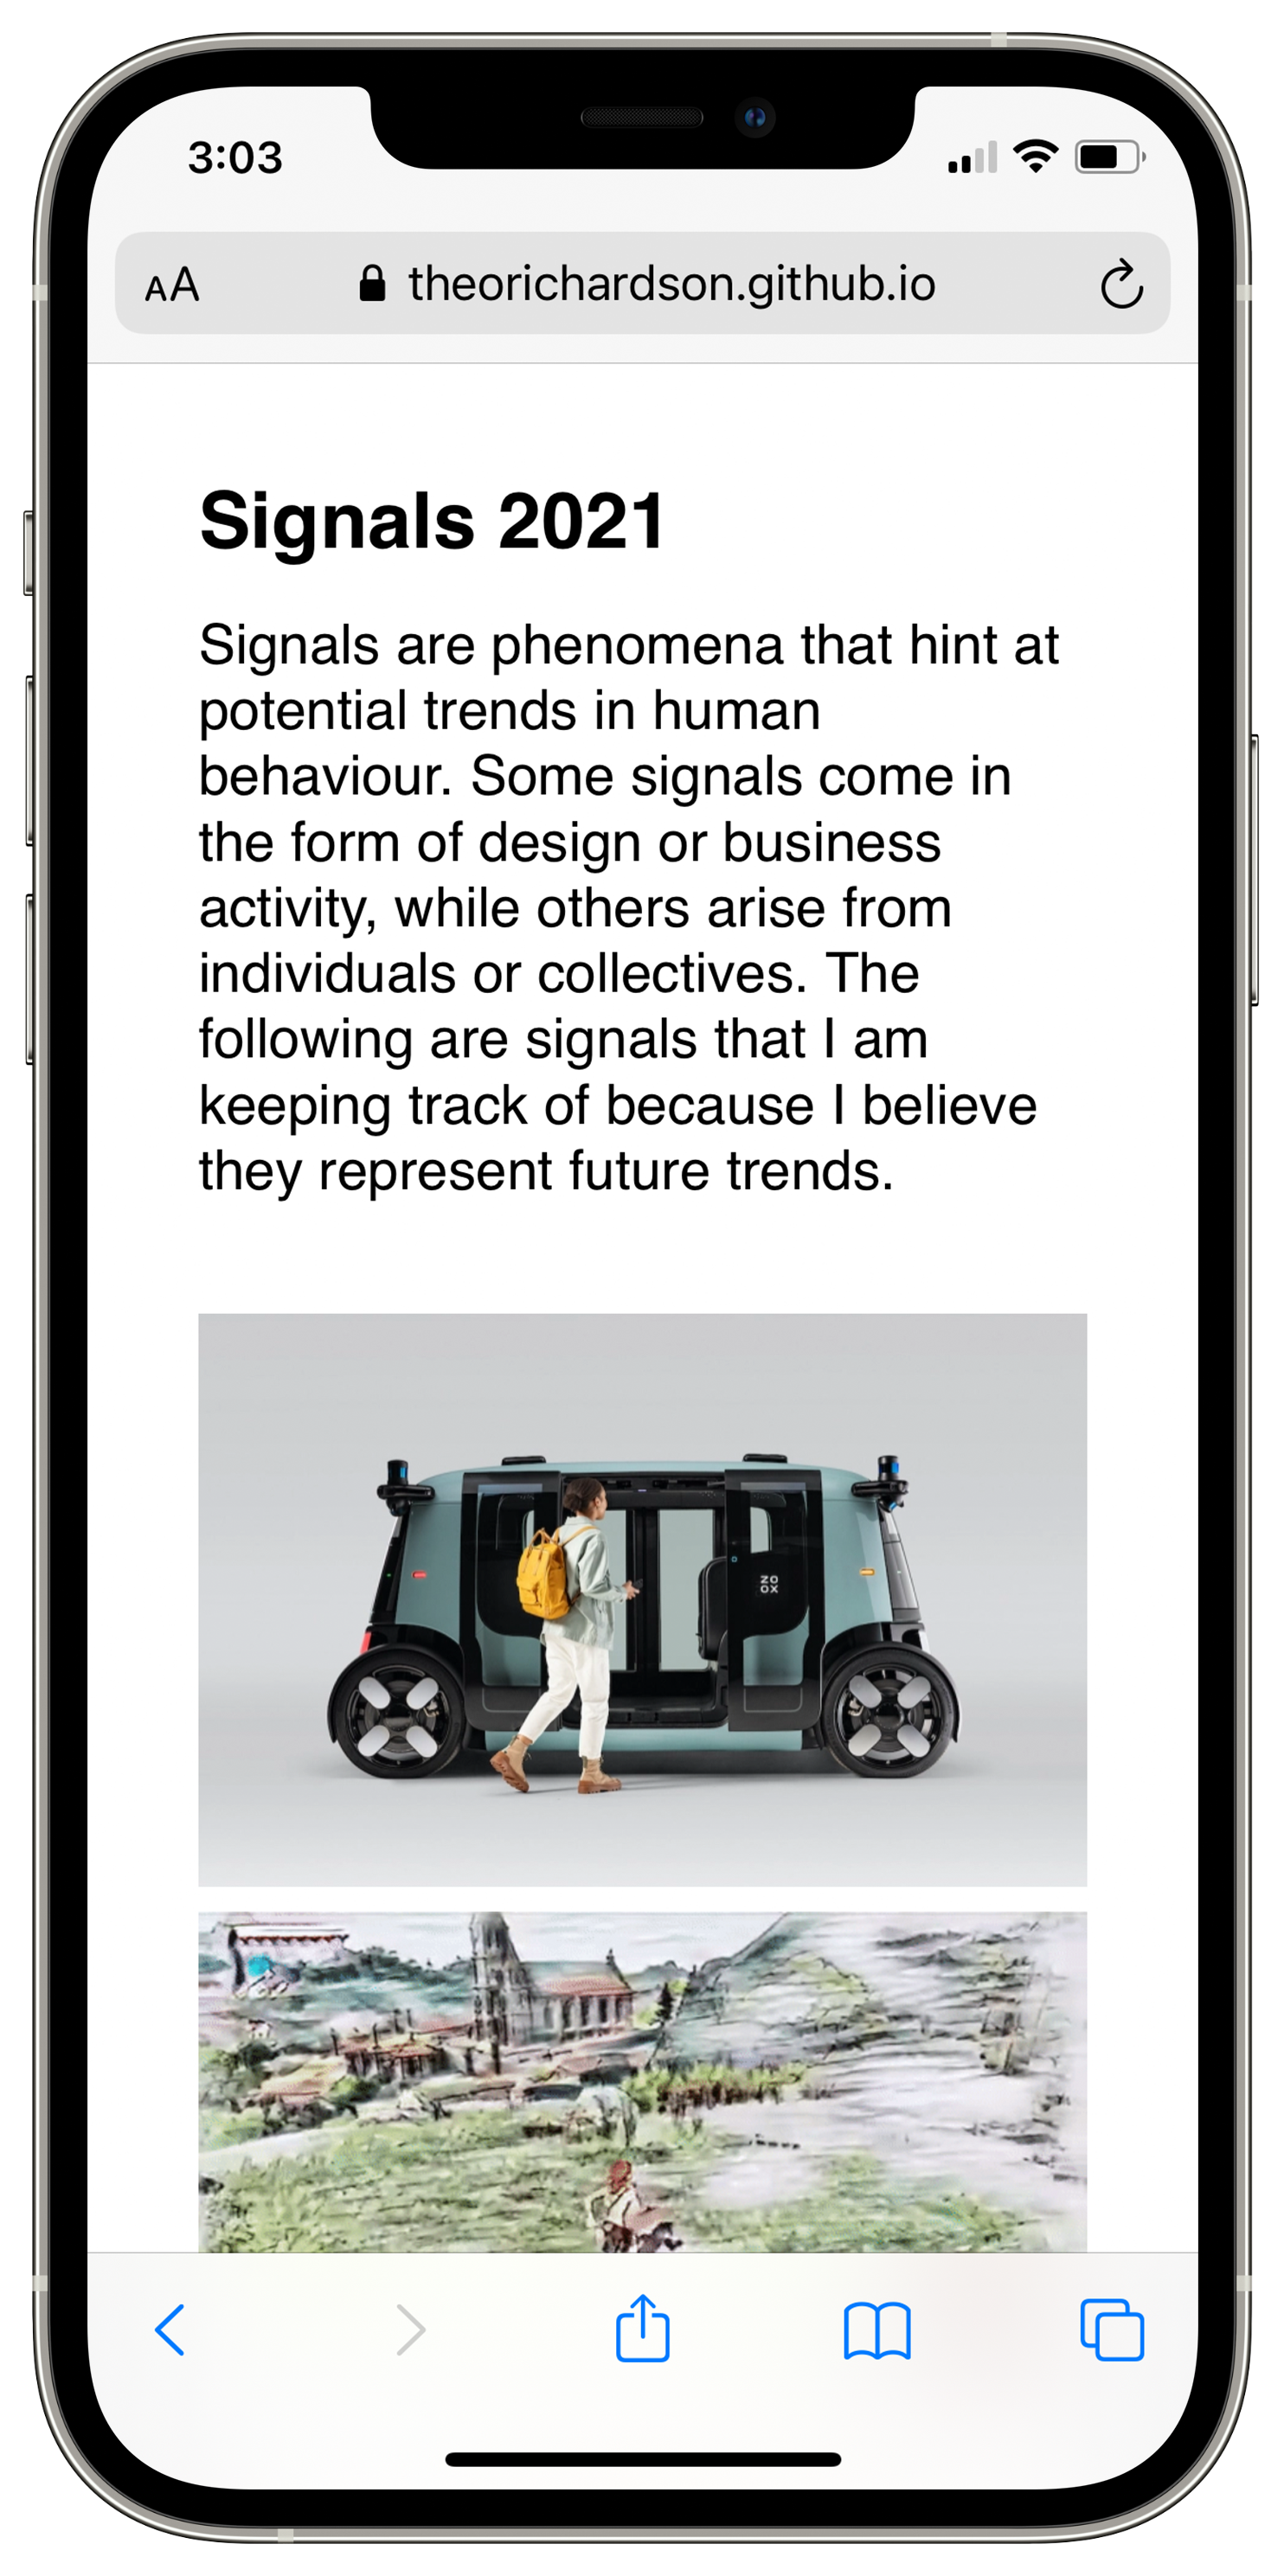 3:03
AA theorichardson.github.io
Signals 2021
Signals are phenomena that hint at
potential trends in human
behaviour. Some signals come in
the form of design or business
activity, while others arise from
individuals or collectives. The
following are signals that I am
keeping track of because I believe
they represent future trends.
ZO
OX